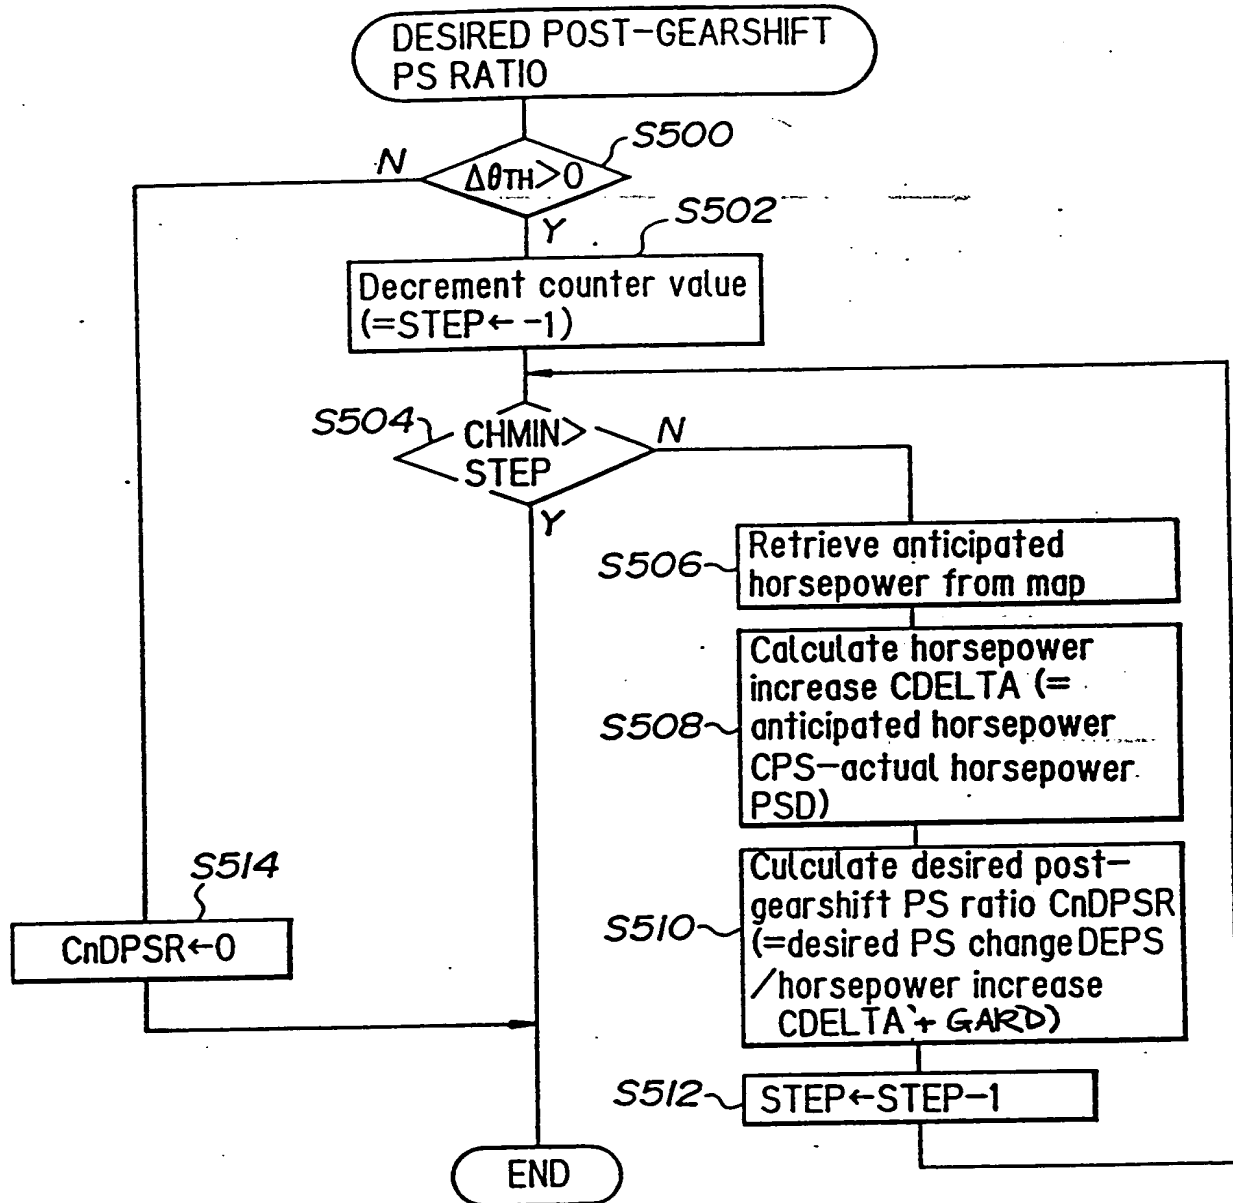 DESIRED POST-GEARSHIFT
PS RATIO
S500
N
ΔθTH>0
Y
S502
Decrement counter value
(=STEP←-1)
S504
CHMIN>
STEP
N
Y
S506
Retrieve anticipated
horsepower from map
S508
Calculate horsepower
increase CDELTA (=
anticipated horsepower
CPS-actual horsepower
PSD)
S510
Culculate desired post-
gearshift PS ratio CnDPSR
(=desired PS change DEPS
/horsepower increase
CDELTA + GARD)
S512
STEP←STEP-1
S514
CnDPSR←0
END